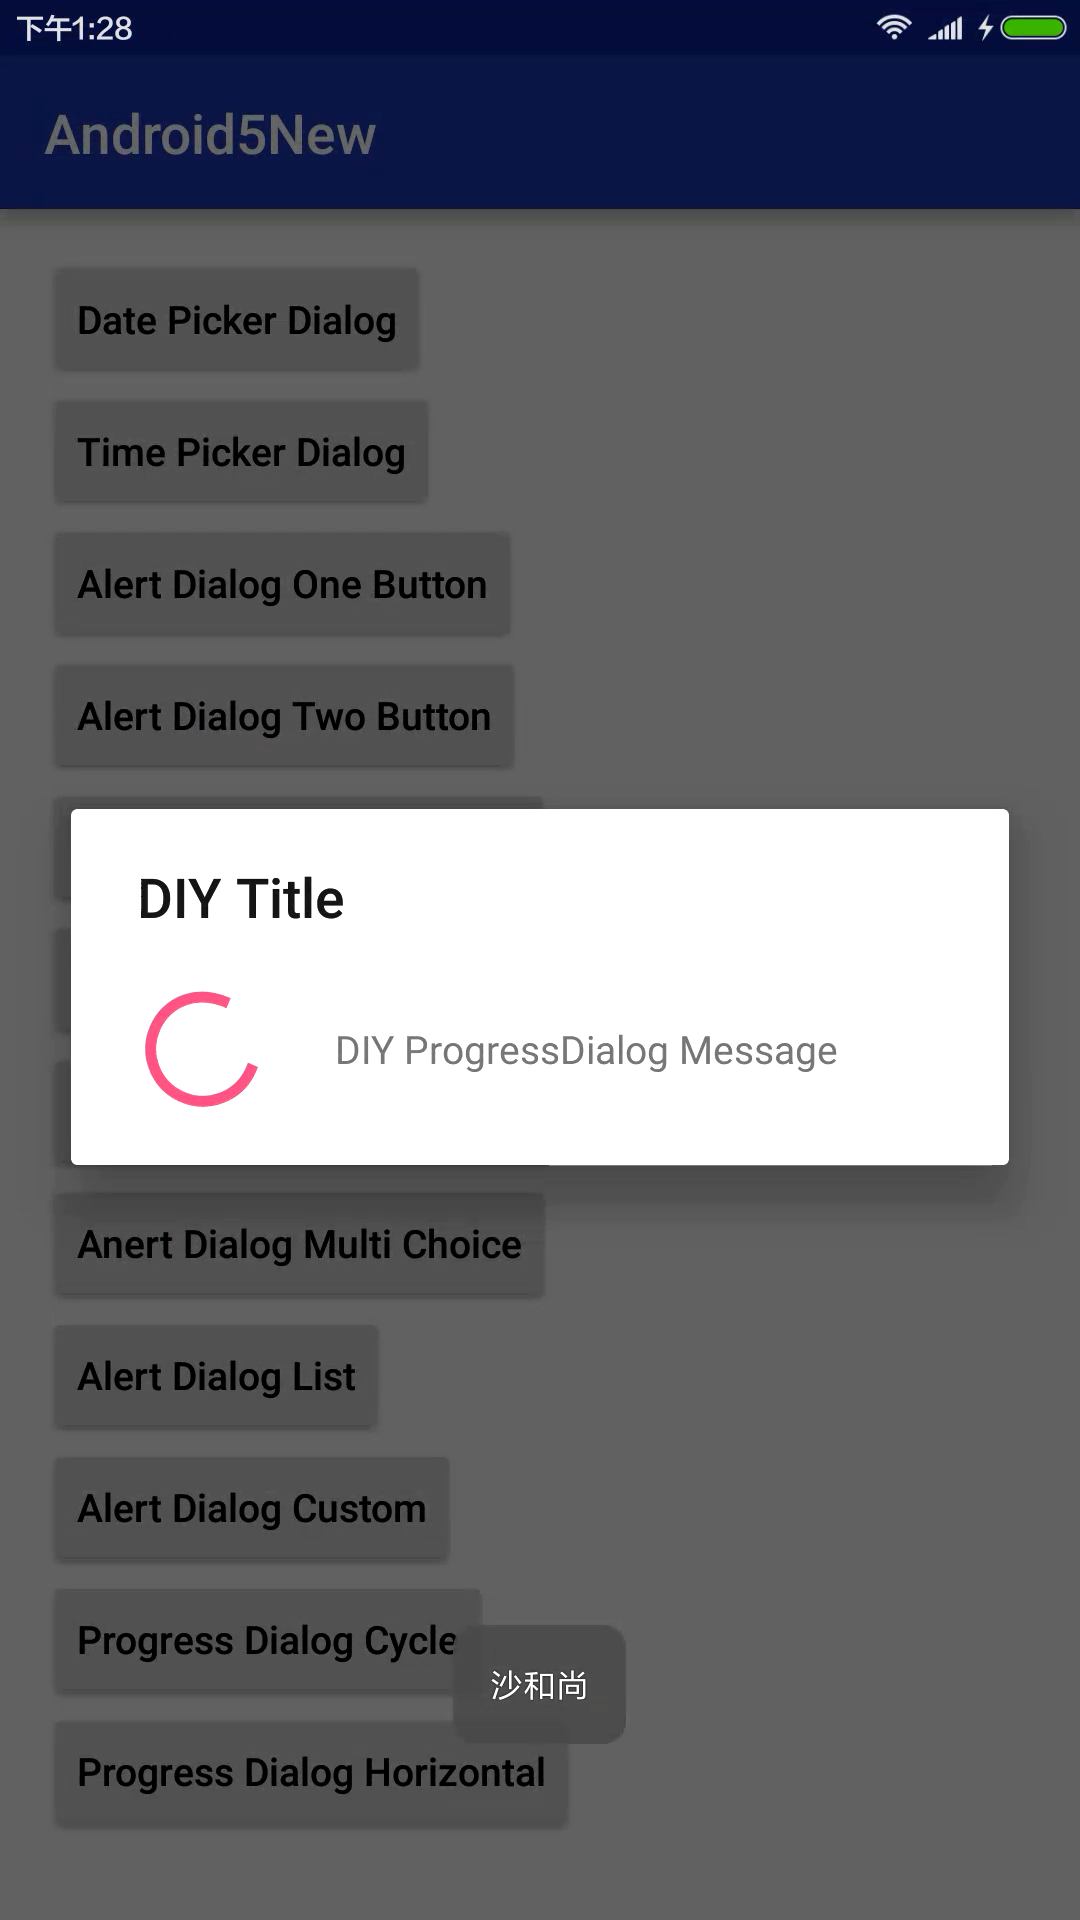 下午1:28
Android5New
Date Picker Dialog
Time Picker Dialog
Alert Dialog One Button
Alert Dialog Two Button
DIY Title
DIY ProgressDialog Message
Anert Dialog Multi Choice
Alert Dialog List
Alert Dialog Custom
Progress Dialog Cycle
沙和尚
Progress Dialog Horizontal